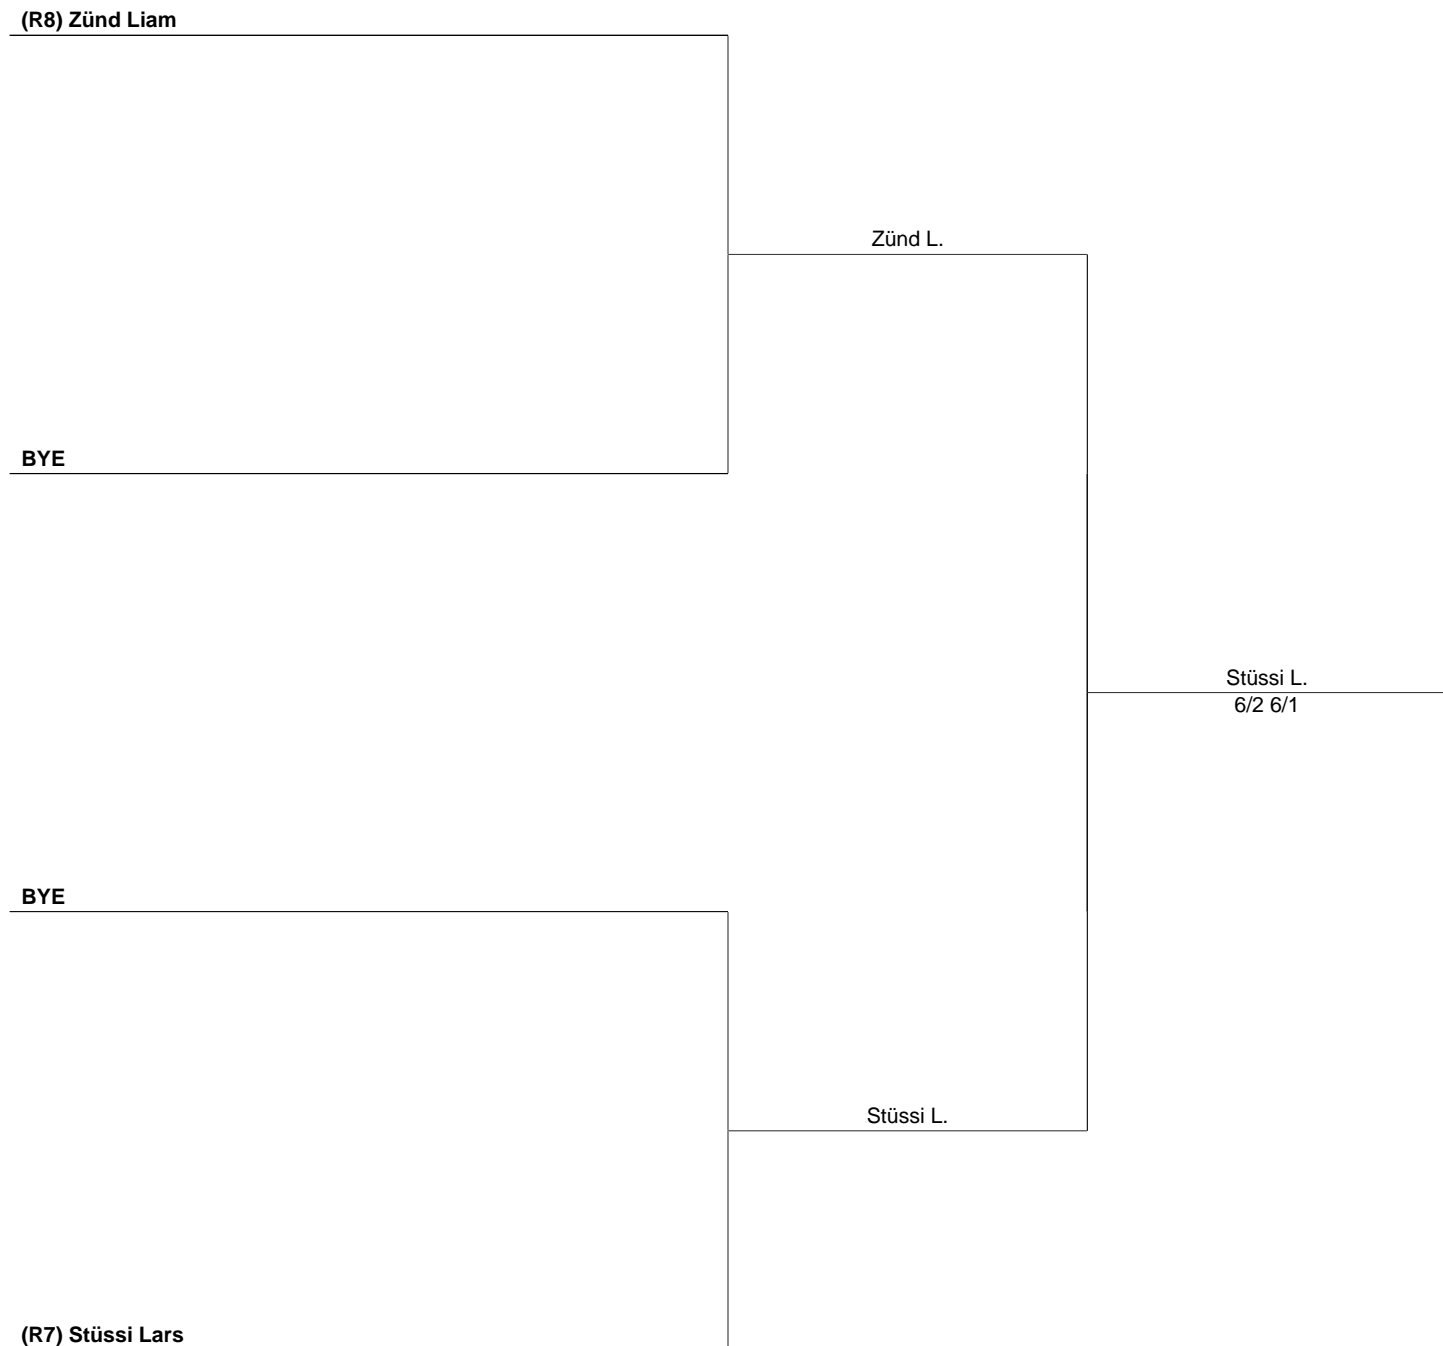 (R8) Zünd Liam
Zünd L.
BYE
Stüssi L.
6/2 6/1
BYE
Stüssi L.
(R7) Stüssi Lars